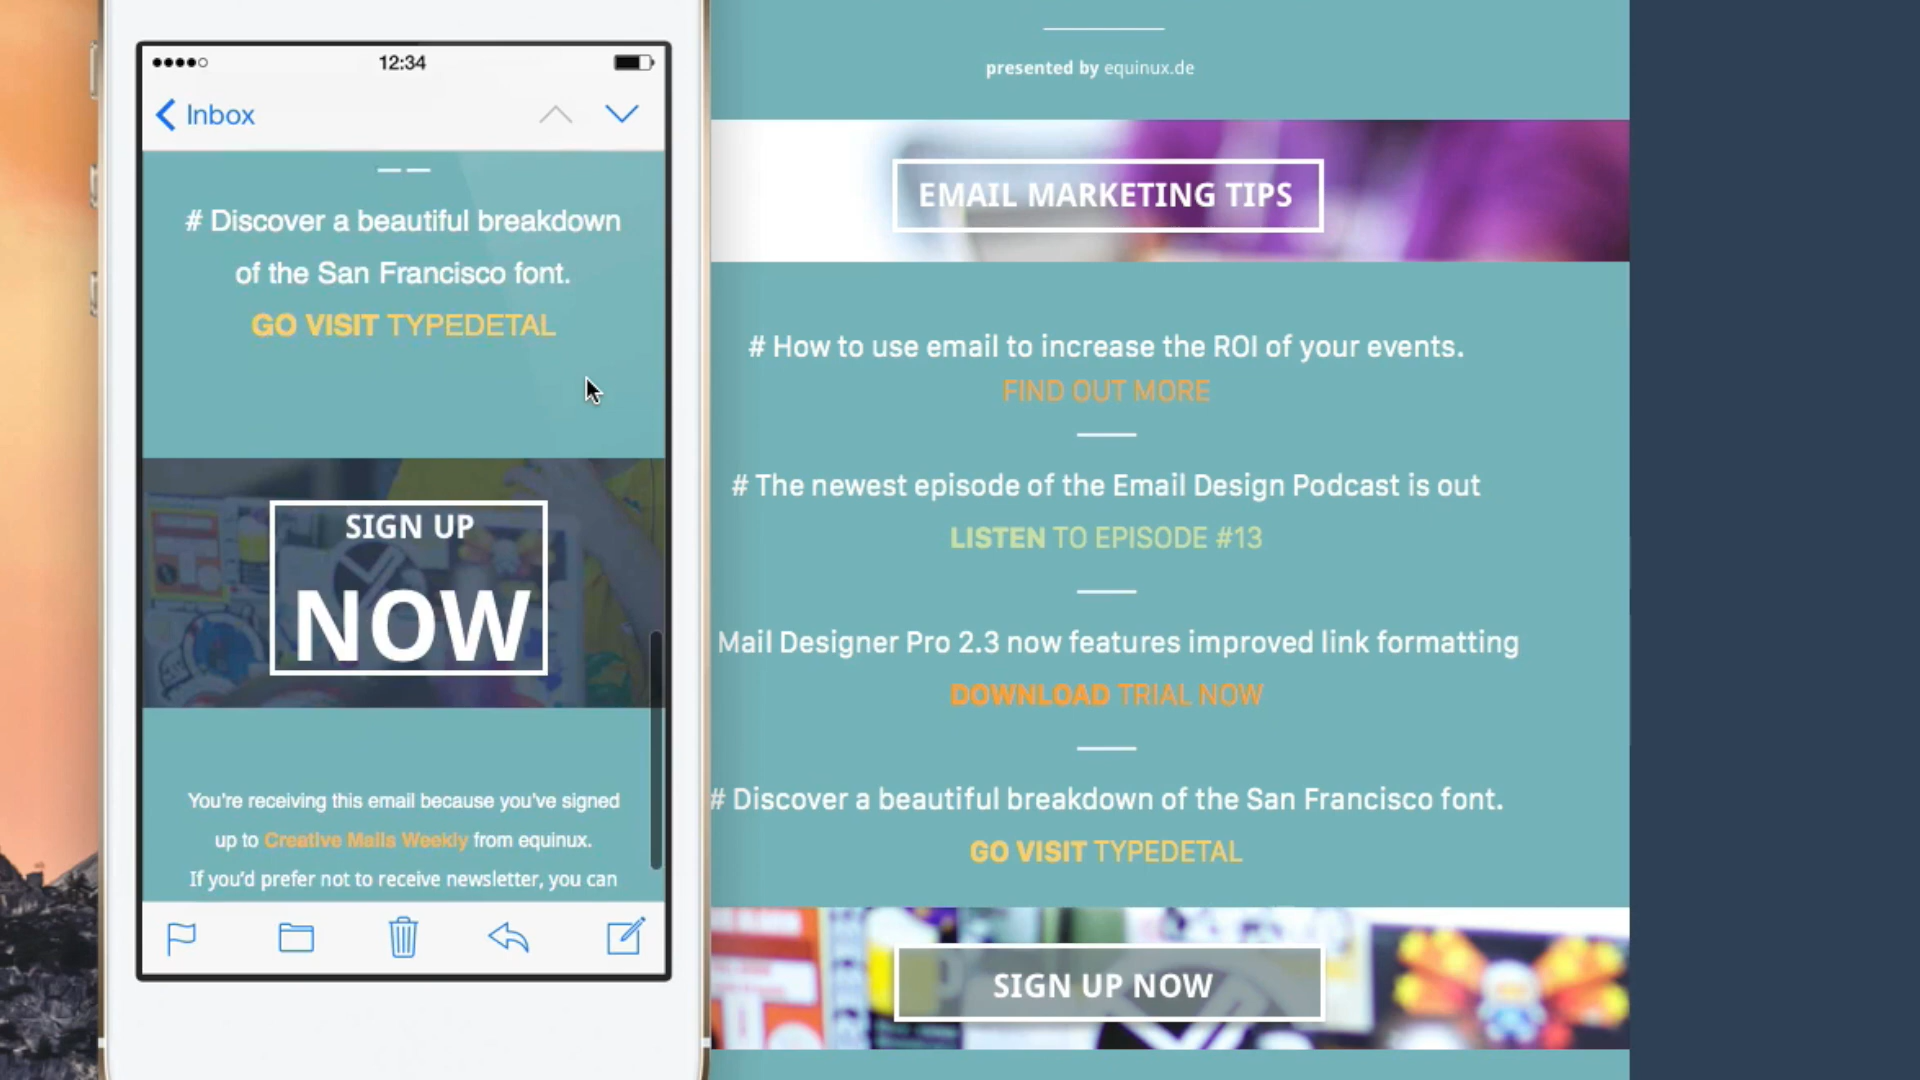 12:34
Inbox
# Discover a beautiful breakdown
of the San Francisco font.
GO VISIT TYPEDETAL
SIGN UP
NOW
You're receiving this email because you've signed
up to Creative Mails Weekly from equinux.
If you'd prefer not to receive newsletter, you can
presented by equinux.de
EMAIL MARKETING TIPS
# How to use email to increase the ROI of your events.
FIND OUT MORE
# The newest episode of the Email Design Podcast is out
LISTEN TO EPISODE #13
Mail Designer Pro 2.3 now features improved link formatting
DOWNLOAD TRIAL NOW
# Discover a beautiful breakdown of the San Francisco font.
GO VISIT TYPEDETAL
SIGN UP NOW